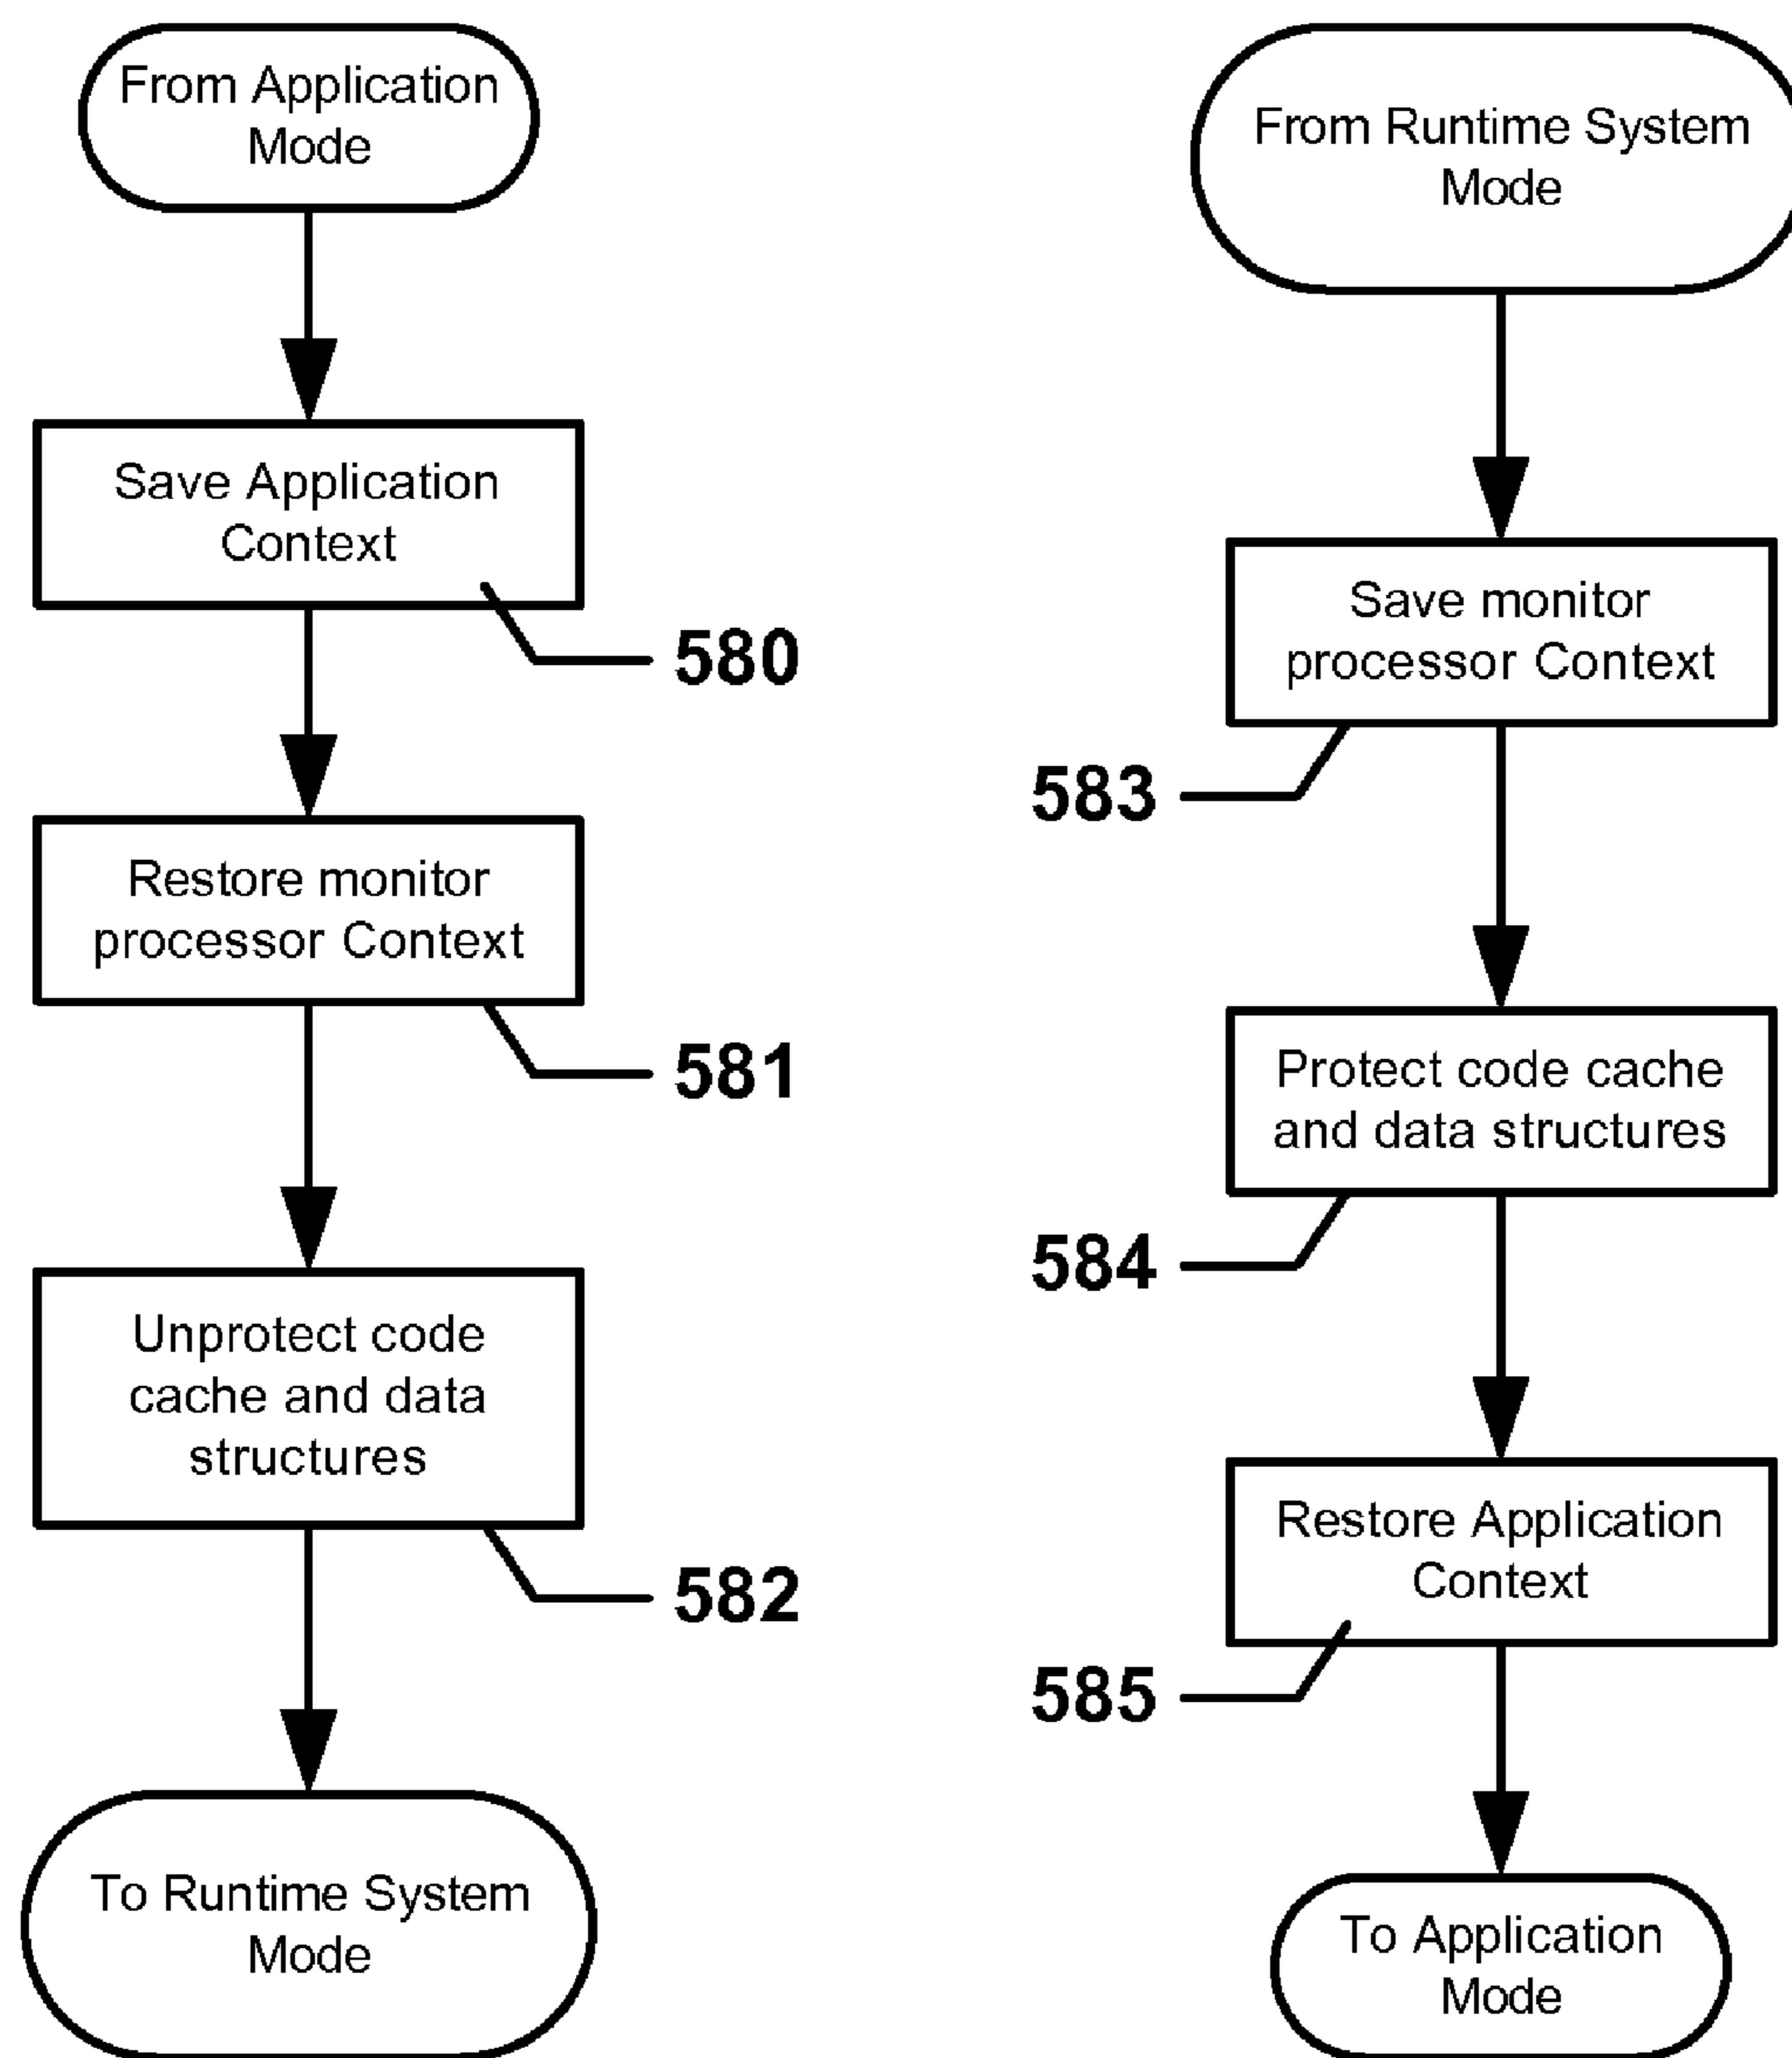 From Application
Mode
Save Application
Context
580
Restore monitor
processor Context
581
Unprotect code
cache and data
structures
582
To Runtime System
Mode
From Runtime System
Mode
Save monitor
processor Context
583
Protect code cache
and data structures
584
Restore Application
Context
585
To Application
Mode